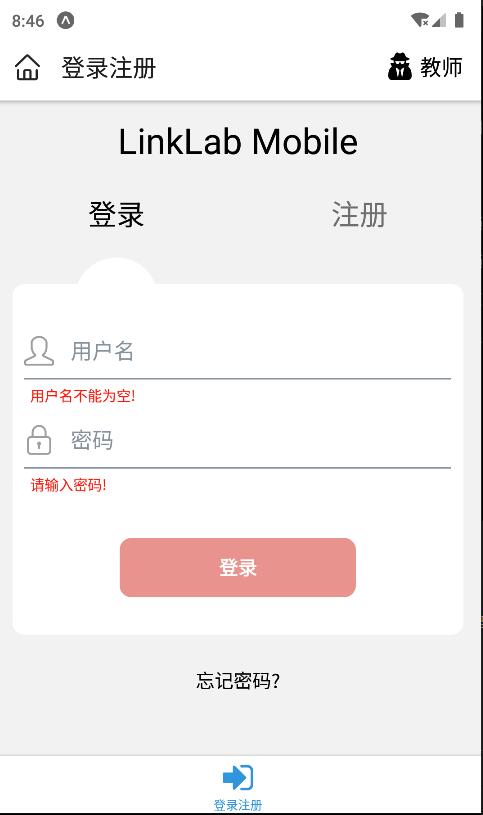 8:46
登录注册
教师
LinkLab Mobile
登录
注册
用户名
用户名不能为空!
密码
请输入密码!
登录
忘记密码?
登录注册